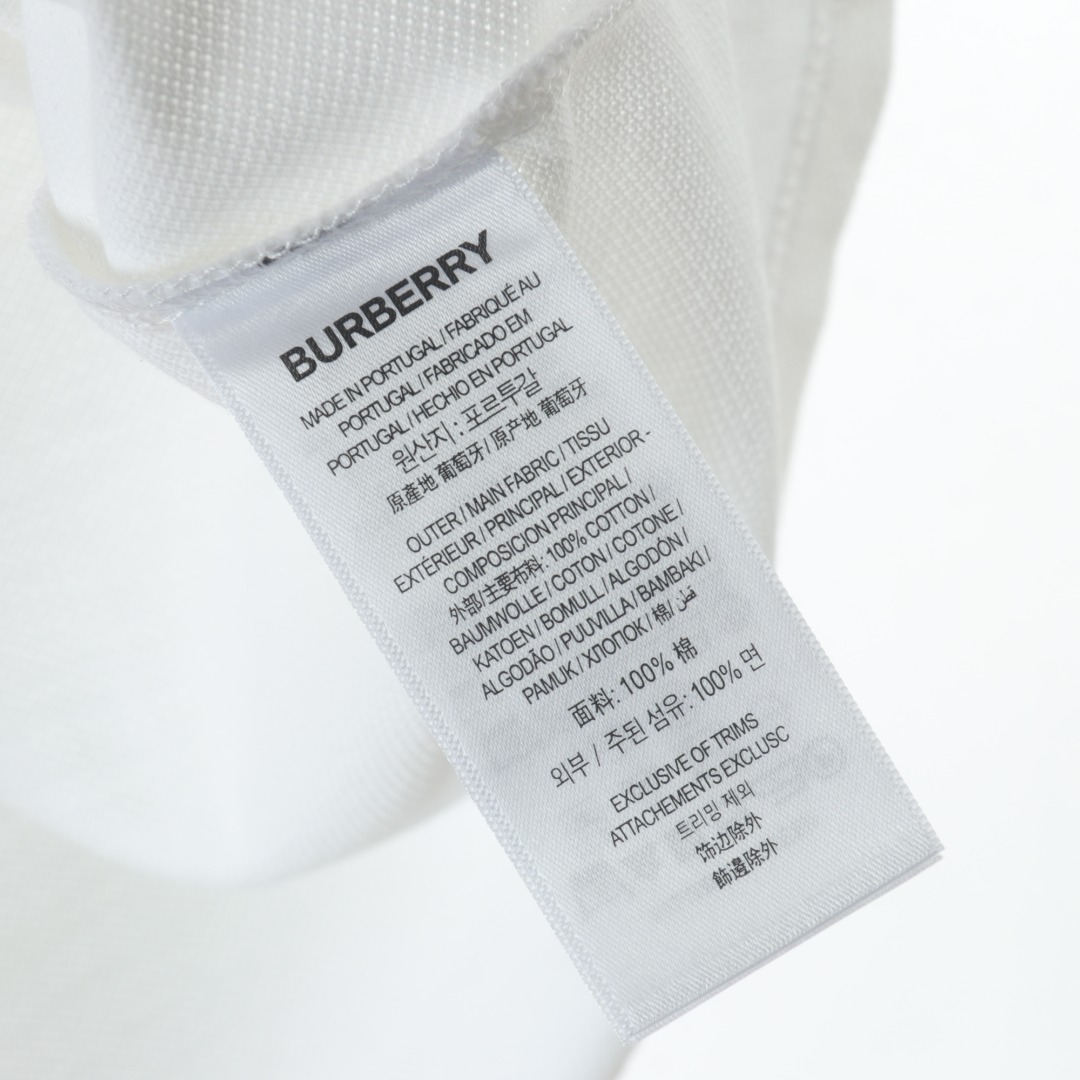 BURBERRY
MADE IN PORTUGAL / FABRIQUÉ AU
PORTUGAL / FABRICADO EM
PORTUGAL / HECHO EN PORTUGAL
원산지 : 포르투갈
原產地 葡萄牙 / 原产地 葡萄牙
OUTER / MAIN FABRIC / TISSU
EXTÉRIEUR / PRINCIPAL / EXTERIOR -
COMPOSICION PRINCIPAL /
外部/主要布料: 100% COTTON /
BAUMWOLLE / COTON / COTONE /
KATOEN / BOMULL / ALGODÓN /
ALGODÃO / PUUVILLA / ΒΑΜΒΑΚΙ /
PAMUK / ХЛОПОК / 棉/ قطن
面料: 100% 棉
외부 / 주된 섬유: 100% 면
EXCLUSIVE OF TRIMS
ATTACHEMENTS EXCLUSC
트리밍 제외
饰边除外
飾邊除外